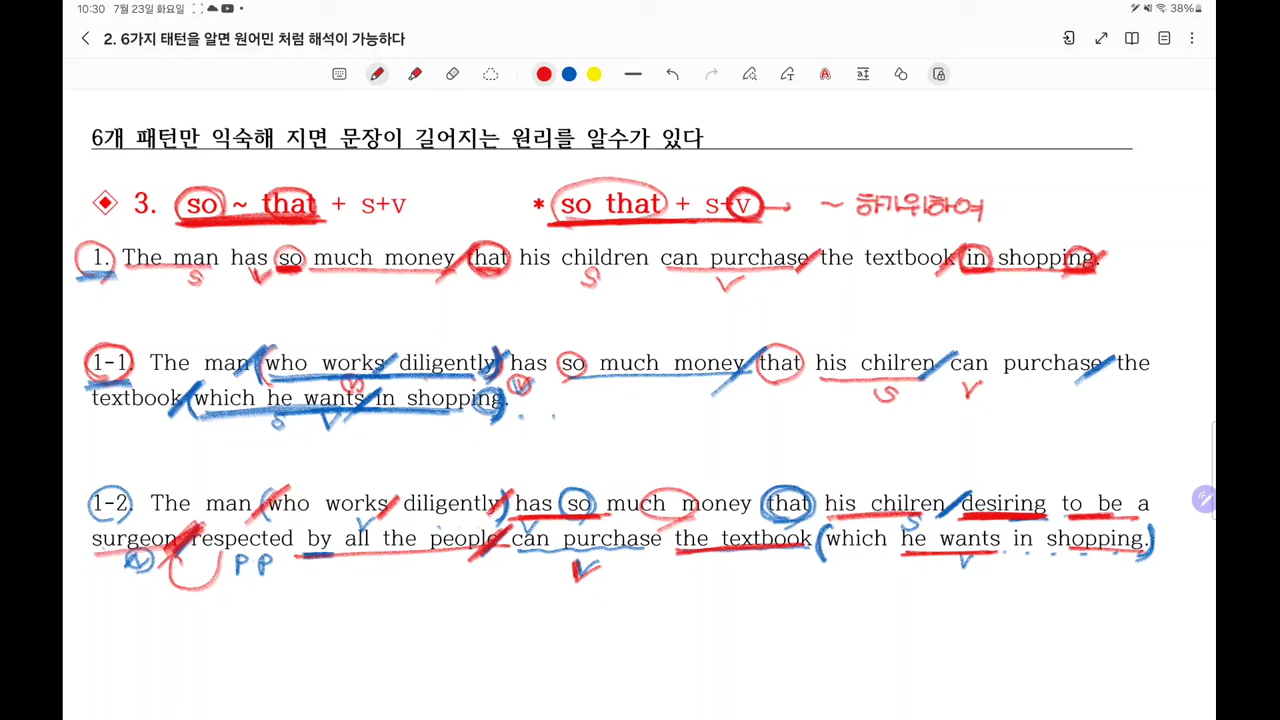 10:30 7월 23일 화요일
38%
2. 6가지 태턴을 알면 원어민 처럼 해석이 가능하다
6개 패턴만 익숙해 지면 문장이 길어지는 원리를 알수가 있다
◈ 3. so ~ that + s+v * so that + s+v → ~ 하기위하여
1. The man has so much money that his children can purchase the textbook in shopping.
S V S V
1-1. The man who works diligently has so much money that his chilren can purchase the
S V
textbook which he wants in shopping.
S V
1-2. The man who works diligently has so much money that his chilren desiring to be a
V V S
surgeon respected by all the people can purchase the textbook which he wants in shopping.
N PP V V